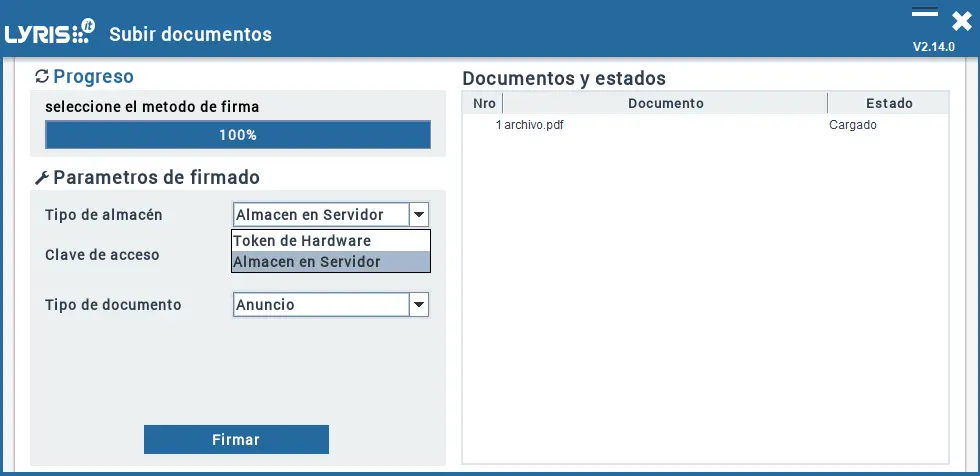 LYRIS it Subir documentos
V2.14.0
Progreso
seleccione el metodo de firma
100%
Parametros de firmado
Tipo de almacén Almacen en Servidor
Token de Hardware
Almacen en Servidor
Clave de acceso
Tipo de documento Anuncio
Firmar
Documentos y estados
Nro Documento Estado
1 archivo.pdf Cargado